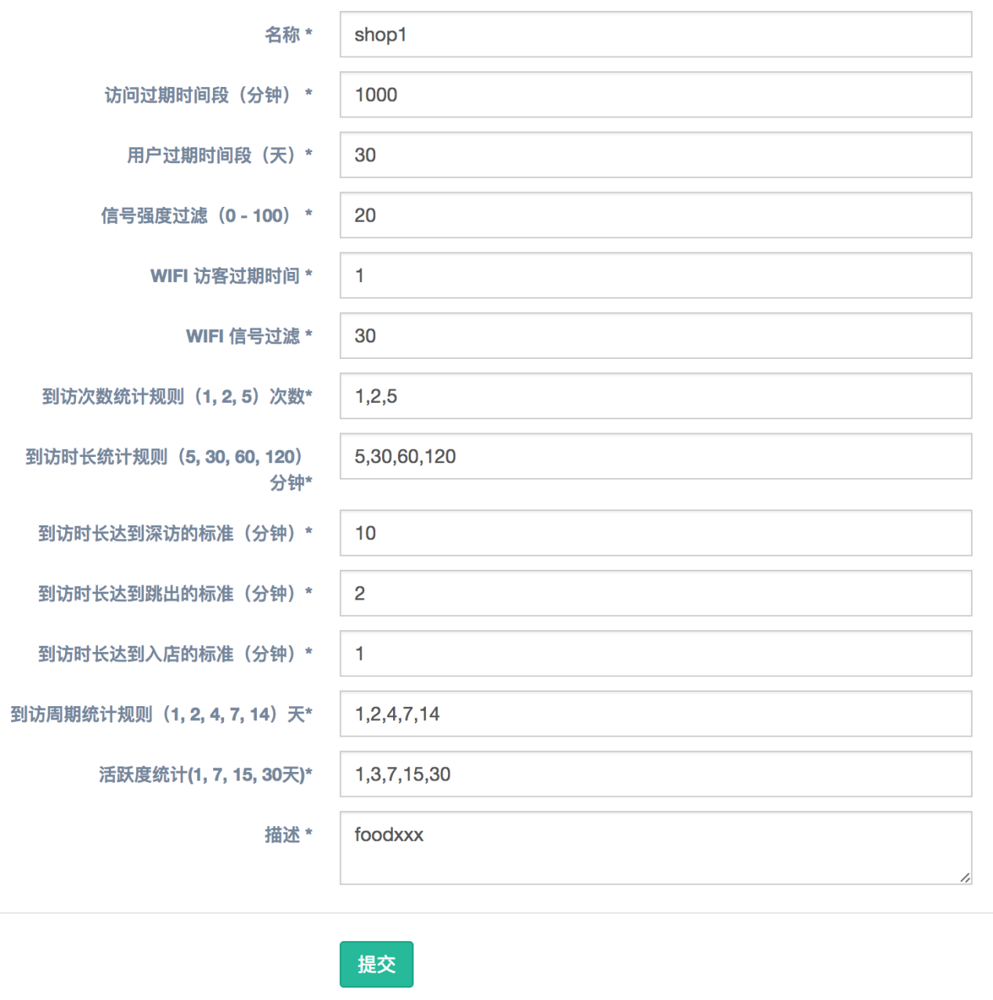 名称 * shop1
访问过期时间段（分钟） * 1000
用户过期时间段（天）* 30
信号强度过滤（0 - 100） * 20
WIFI 访客过期时间 * 1
WIFI 信号过滤 * 30
到访次数统计规则（1, 2, 5）次数* 1,2,5
到访时长统计规则（5, 30, 60, 120） 5,30,60,120
分钟*
到访时长达到深访的标准（分钟）* 10
到访时长达到跳出的标准（分钟）* 2
到访时长达到入店的标准（分钟）* 1
到访周期统计规则（1, 2, 4, 7, 14）天* 1,2,4,7,14
活跃度统计(1, 7, 15, 30天)* 1,3,7,15,30
描述 * foodxxx
提交